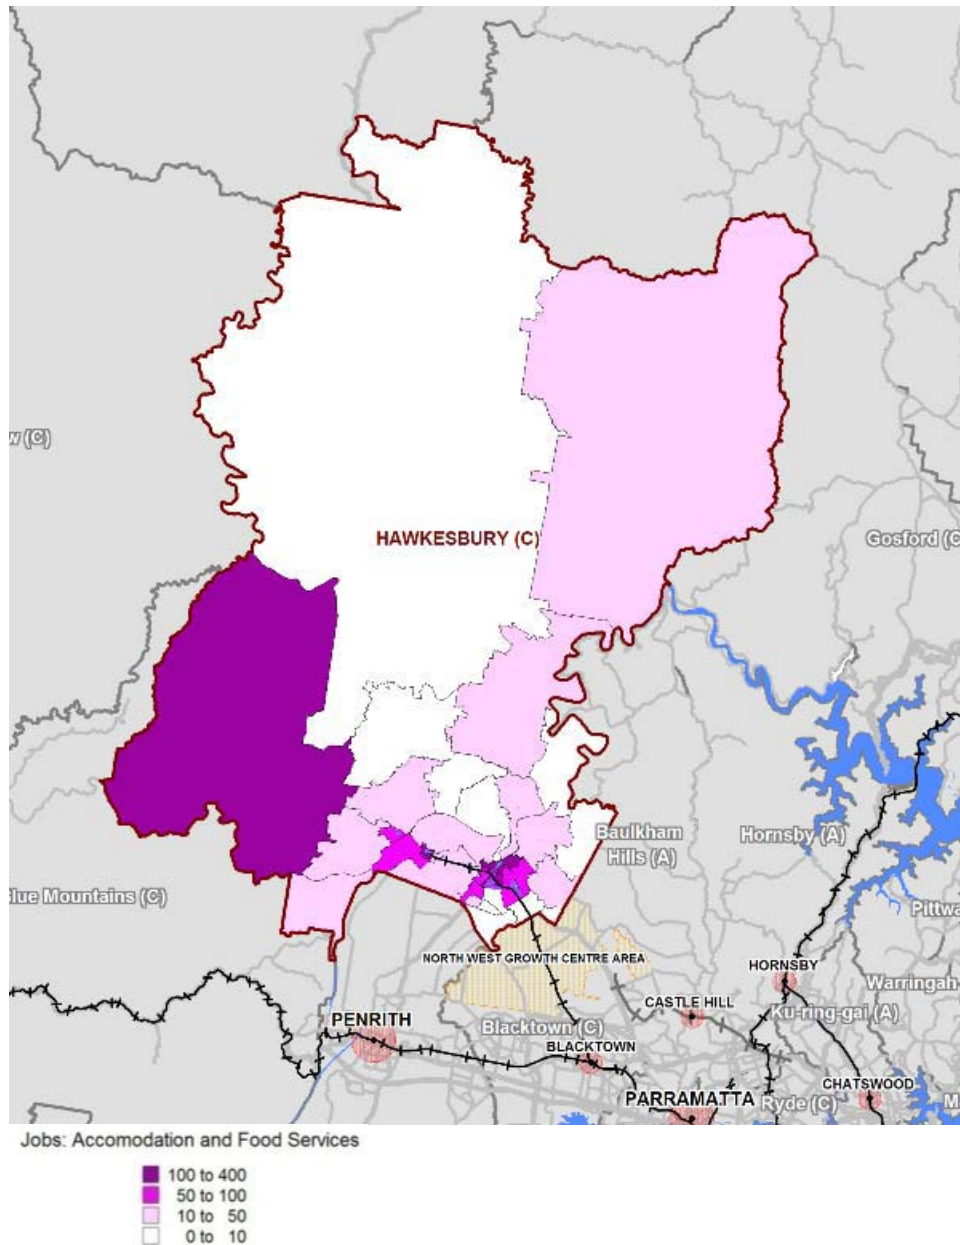 w (C)
HAWKESBURY (C)
Gosford (C
Baulkham
Hills (A)
Hornsby (A)
Blue Mountains (C)
Pittwa
NORTH WEST GROWTH CENTRE AREA
HORNSBY
Warringah
CASTLE HILL
Ku-ring-gai (A)
PENRITH
Blacktown (C)
BLACKTOWN
CHATSWOOD
PARRAMATTA
Ryde (C)
M
Jobs: Accomodation and Food Services
100 to 400
50 to 100
10 to 50
0 to 10